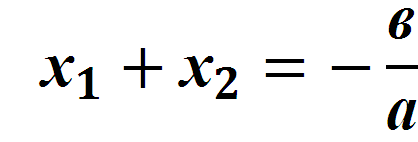 x₁ + x₂ = − в/a